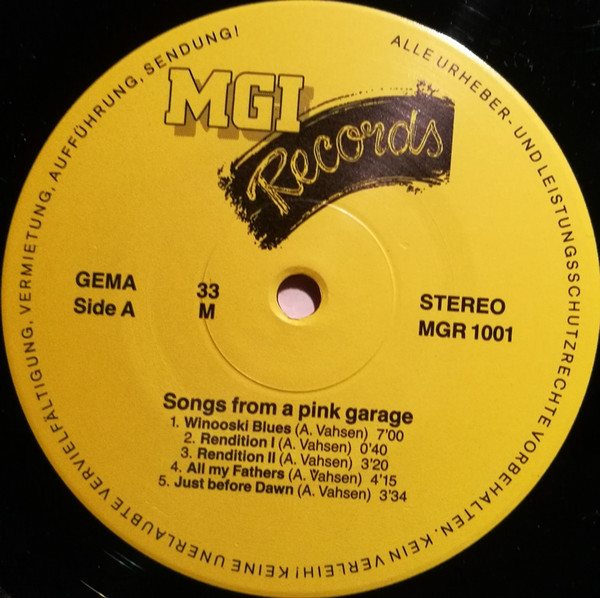 ALLE URHEBER- UND LEISTUNGSSCHUTZRECHTE VORBEHALTEN. KEIN VERLEIH! KEINE UNERLAUBTE VERVIELFÄLTIGUNG, VERMIETUNG, AUFFÜHRUNG, SENDUNG!
MGI
Records
GEMA
Side A
33
M
STEREO
MGR 1001
Songs from a pink garage
1. Winooski Blues (A. Vahsen) 7'00
2. Rendition I (A. Vahsen) 0'40
3. Rendition II (A. Vahsen) 3'20
4. All my Fathers (A. Vahsen) 4'15
5. Just before Dawn (A. Vahsen) 3'34